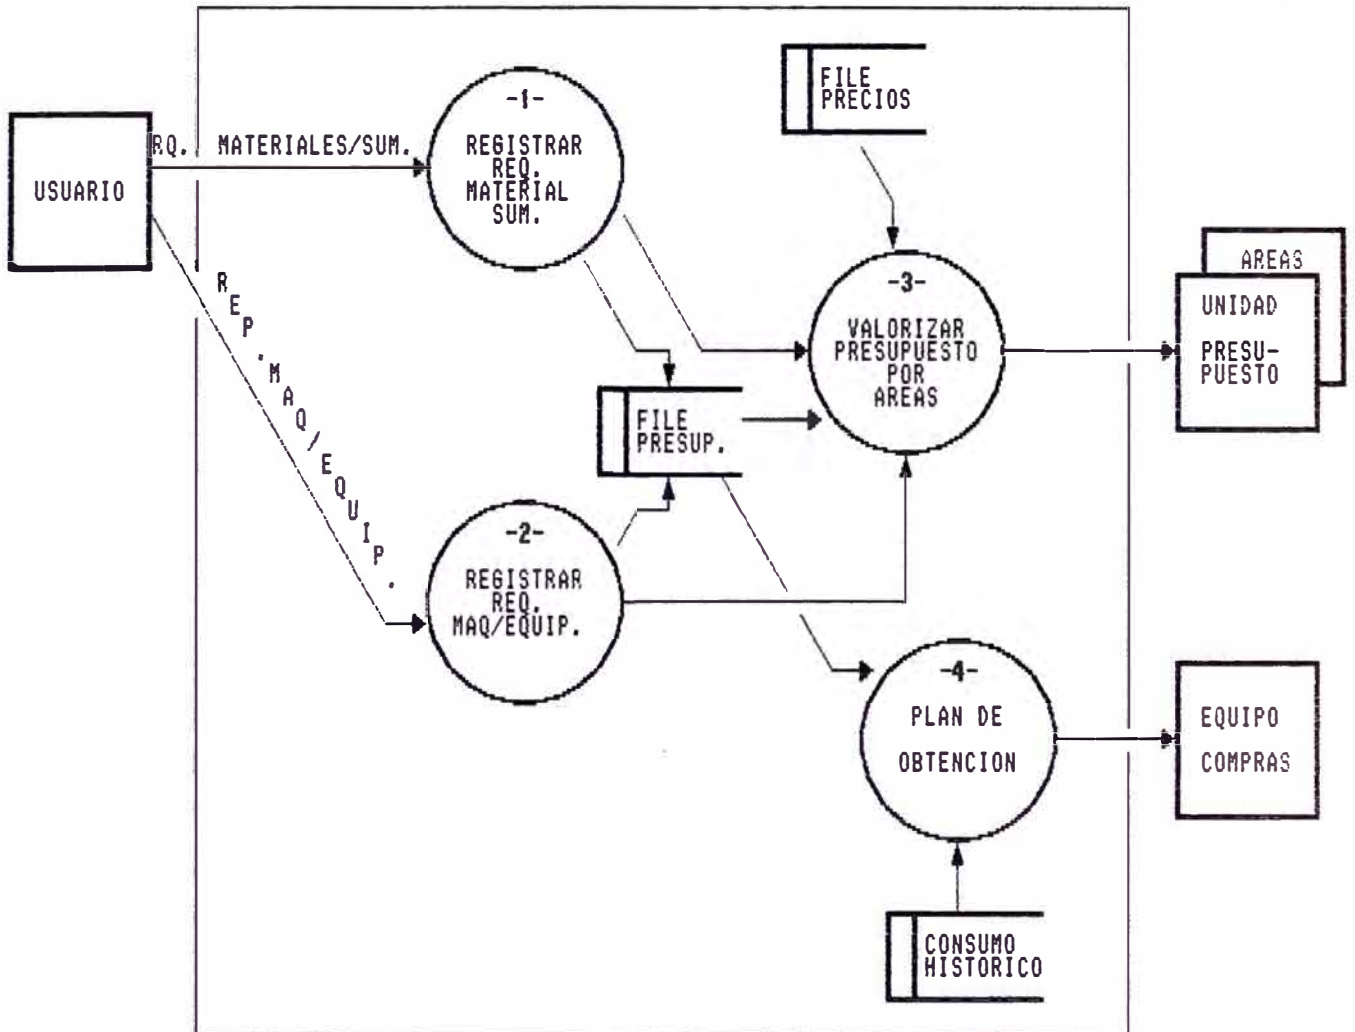 USUARIO
RQ. MATERIALES/SUM.
REP.MAQ/EQUIP.
-1-
REGISTRAR
REQ.
MATERIAL
SUM.
FILE
PRECIOS
-3-
VALORIZAR
PRESUPUESTO
POR
AREAS
AREAS
UNIDAD
PRESU-
PUESTO
FILE
PRESUP.
-2-
REGISTRAR
REQ.
MAQ/EQUIP.
-4-
PLAN DE
OBTENCION
EQUIPO
COMPRAS
CONSUMO
HISTORICO